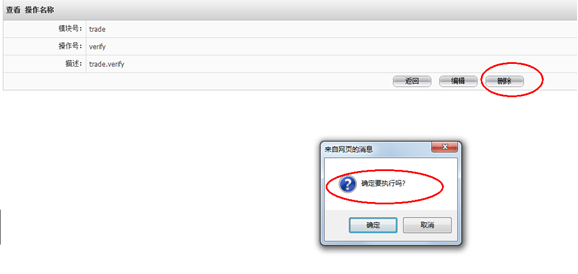 查看 操作名称
模块号: trade
操作号: verify
描述: trade.verify
返回 编辑 删除
来自网页的消息
确定要执行吗?
确定 取消